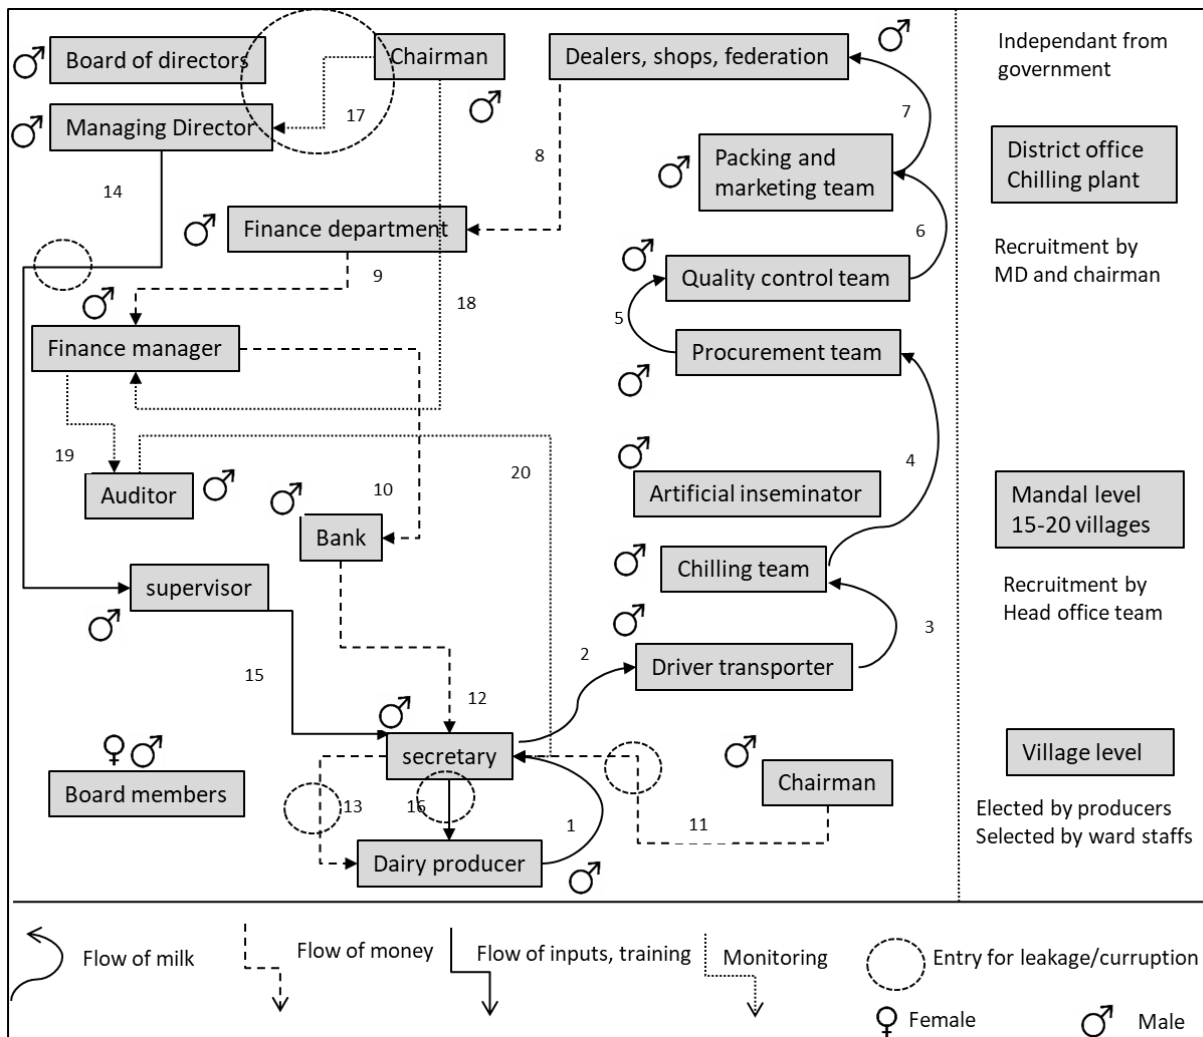 Board of directors
Chairman
Dealers, shops, federation
Independant from
government
Managing Director
17
7
14
8
Packing and
marketing team
District office
Chilling plant
Finance department
6
Recruitment by
MD and chairman
9
Quality control team
18
5
Finance manager
Procurement team
19
20
4
Auditor
10
Artificial inseminator
Mandal level
15-20 villages
Bank
Chilling team
supervisor
Recruitment by
Head office team
3
2
15
Driver transporter
12
secretary
Village level
Board members
Chairman
13
16
1
11
Elected by producers
Selected by ward staffs
Dairy producer
Flow of milk
Flow of money
Flow of inputs, training
Monitoring
Entry for leakage/curruption
Female
Male